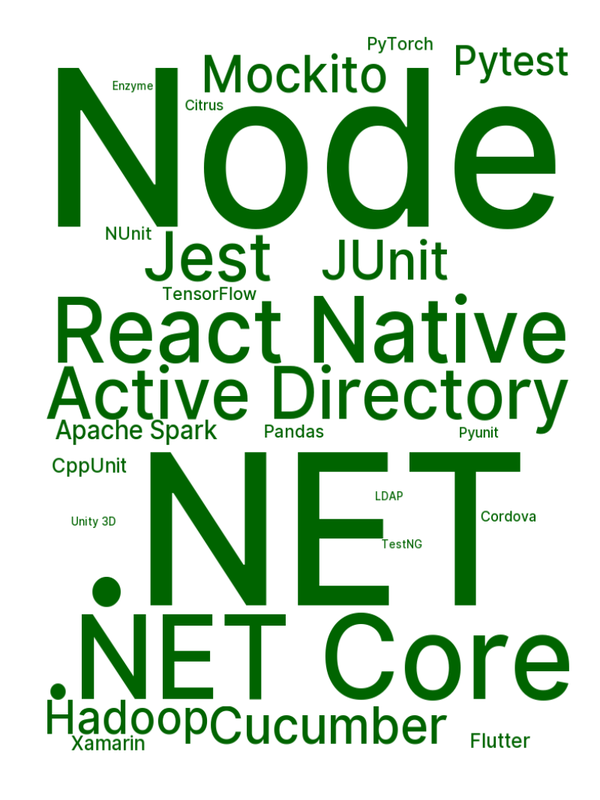 PyTorch
Pytest
Mockito
Enzyme
Citrus
Node
NUnit
Jest
JUnit
TensorFlow
React Native
Active Directory
Apache Spark
Pandas
Pyunit
CppUnit
LDAP
Cordova
Unity 3D
TestNG
.NET
.NET Core
Hadoop
Cucumber
Xamarin
Flutter